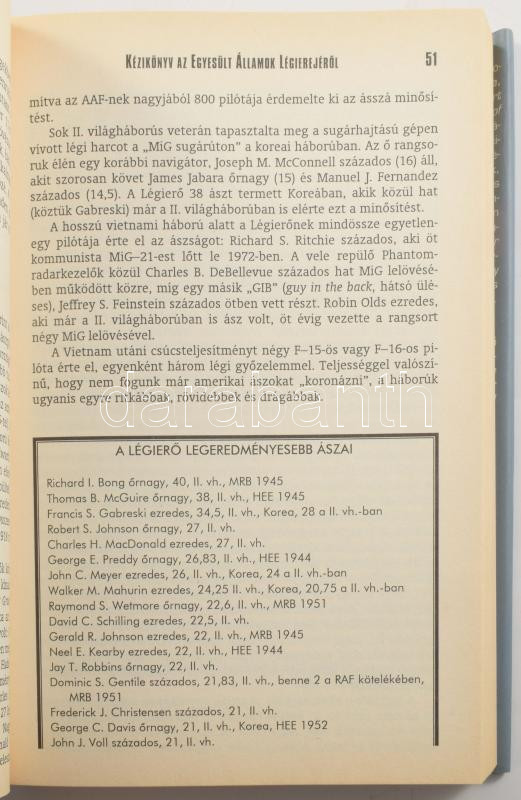 KÉZIKÖNYV AZ EGYESÜLT ÁLLAMOK LÉGIEREJÉRŐL 51
mítva az AAF-nek nagyjából 800 pilótája érdemelte ki az ásszá minősí-
tést.
Sok II. világháborús veterán tapasztalta meg a sugárhajtású gépen
vívott légi harcot a „MiG sugárúton” a koreai háborúban. Az ő rangso-
ruk élén egy korábbi navigátor, Joseph M. McConnell százados (16) áll,
akit szorosan követ James Jabara őrnagy (15) és Manuel J. Fernandez
százados (14,5). A Légierő 38 ászt termett Koreában, akik közül hat
(köztük Gabreski) már a II. világháborúban is elérte ezt a minősítést.
A hosszú vietnami háború alatt a Légierőnek mindössze egyetlen-
egy pilótája érte el az ászságot: Richard S. Ritchie százados, aki öt
kommunista MiG–21-est lőtt le 1972-ben. A vele repülő Phantom-
radarkezelők közül Charles B. DeBellevue százados hat MiG lelövésé-
ben működött közre, míg egy másik „GIB” (guy in the back, hátsó ülé-
ses), Jeffrey S. Feinstein százados ötben vett részt. Robin Olds ezredes,
aki már a II. világháborúban is ász volt, öt évig vezette a rangsort
négy MiG lelövésével.
A Vietnam utáni csúcsteljesítményt négy F–15-ös vagy F–16-os pi-
lóta érte el, egyenként három légi győzelemmel. Teljességgel valószí-
nű, hogy nem fogunk már amerikai ászokat „koronázni”, a háborúk
ugyanis egyre ritkábbak, rövidebbek és drágábbak.
darabanth
A LÉGIERŐ LEGEREDMÉNYESEBB ÁSZAI
Richard I. Bong őrnagy, 40, II. vh., MRB 1945
Thomas B. McGuire őrnagy, 38, II. vh., HEE 1945
Francis S. Gabreski ezredes, 34,5, II. vh., Korea, 28 a II. vh.-ban
Robert S. Johnson őrnagy, 27, II. vh.
Charles H. MacDonald ezredes, 27, II. vh.
George E. Preddy őrnagy, 26,83, II. vh., HEE 1944
John C. Meyer ezredes, 26, II. vh., Korea, 24 a II. vh.-ban
Walker M. Mahurin ezredes, 24,25 II. vh., Korea, 20,75 a II. vh.-ban
Raymond S. Wetmore őrnagy, 22,6, II. vh., MRB 1951
David C. Schilling ezredes, 22,5, II. vh.
Gerald R. Johnson ezredes, 22, II. vh., MRB 1945
Neel E. Kearby ezredes, 22, II. vh., HEE 1944
Jay T. Robbins őrnagy, 22, II. vh.
Dominic S. Gentile százados, 21,83, II. vh., benne 2 a RAF kötelékében,
MRB 1951
Frederick J. Christensen százados, 21, II. vh.
George C. Davis őrnagy, 21, II. vh., Korea, HEE 1952
John J. Voll százados, 21, II. vh.